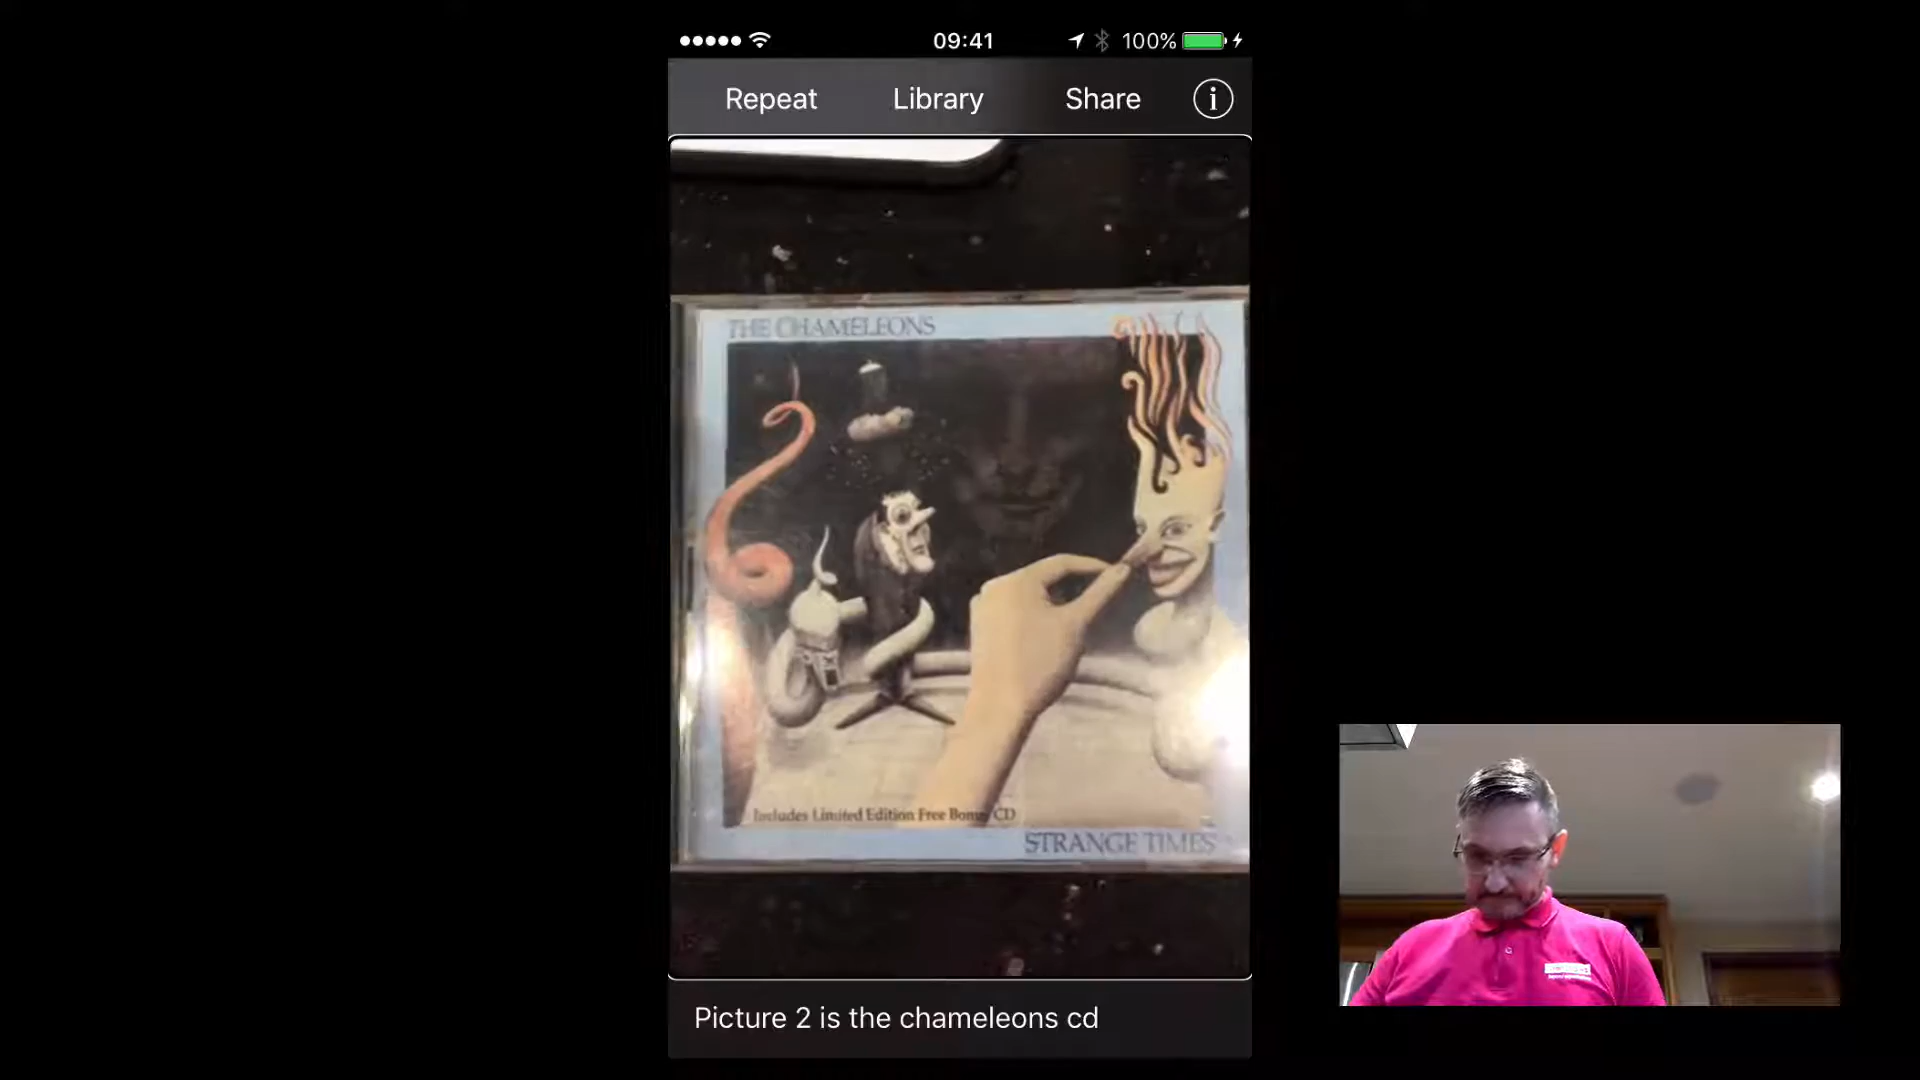 09:41
100%
Repeat
Library
Share
i
THE CHAMELEONS
Includes Limited Edition Free Bonus CD
STRANGE TIMES
Picture 2 is the chameleons cd